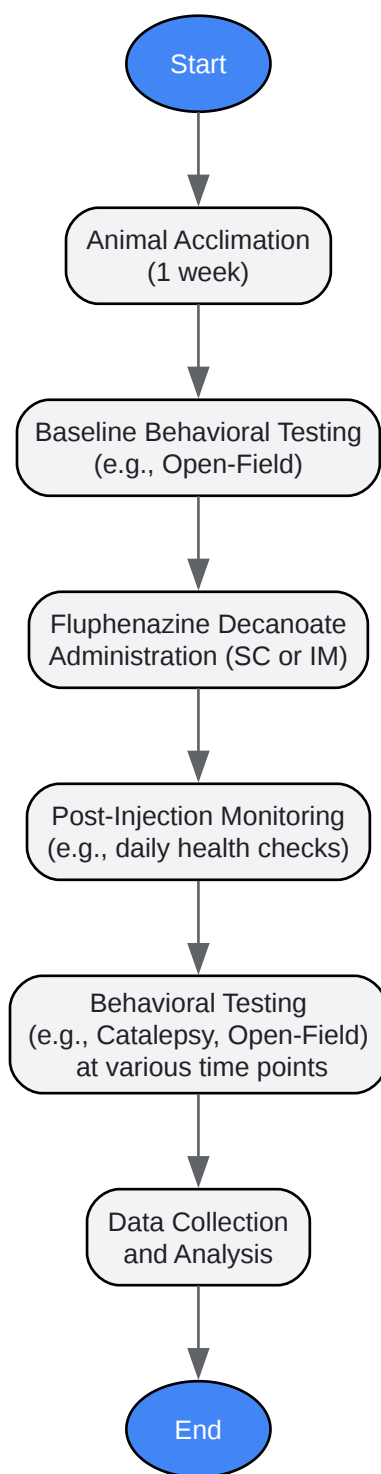 Start
Animal Acclimation
(1 week)
Baseline Behavioral Testing
(e.g., Open-Field)
Fluphenazine Decanoate
Administration (SC or IM)
Post-Injection Monitoring
(e.g., daily health checks)
Behavioral Testing
(e.g., Catalepsy, Open-Field)
at various time points
Data Collection
and Analysis
End